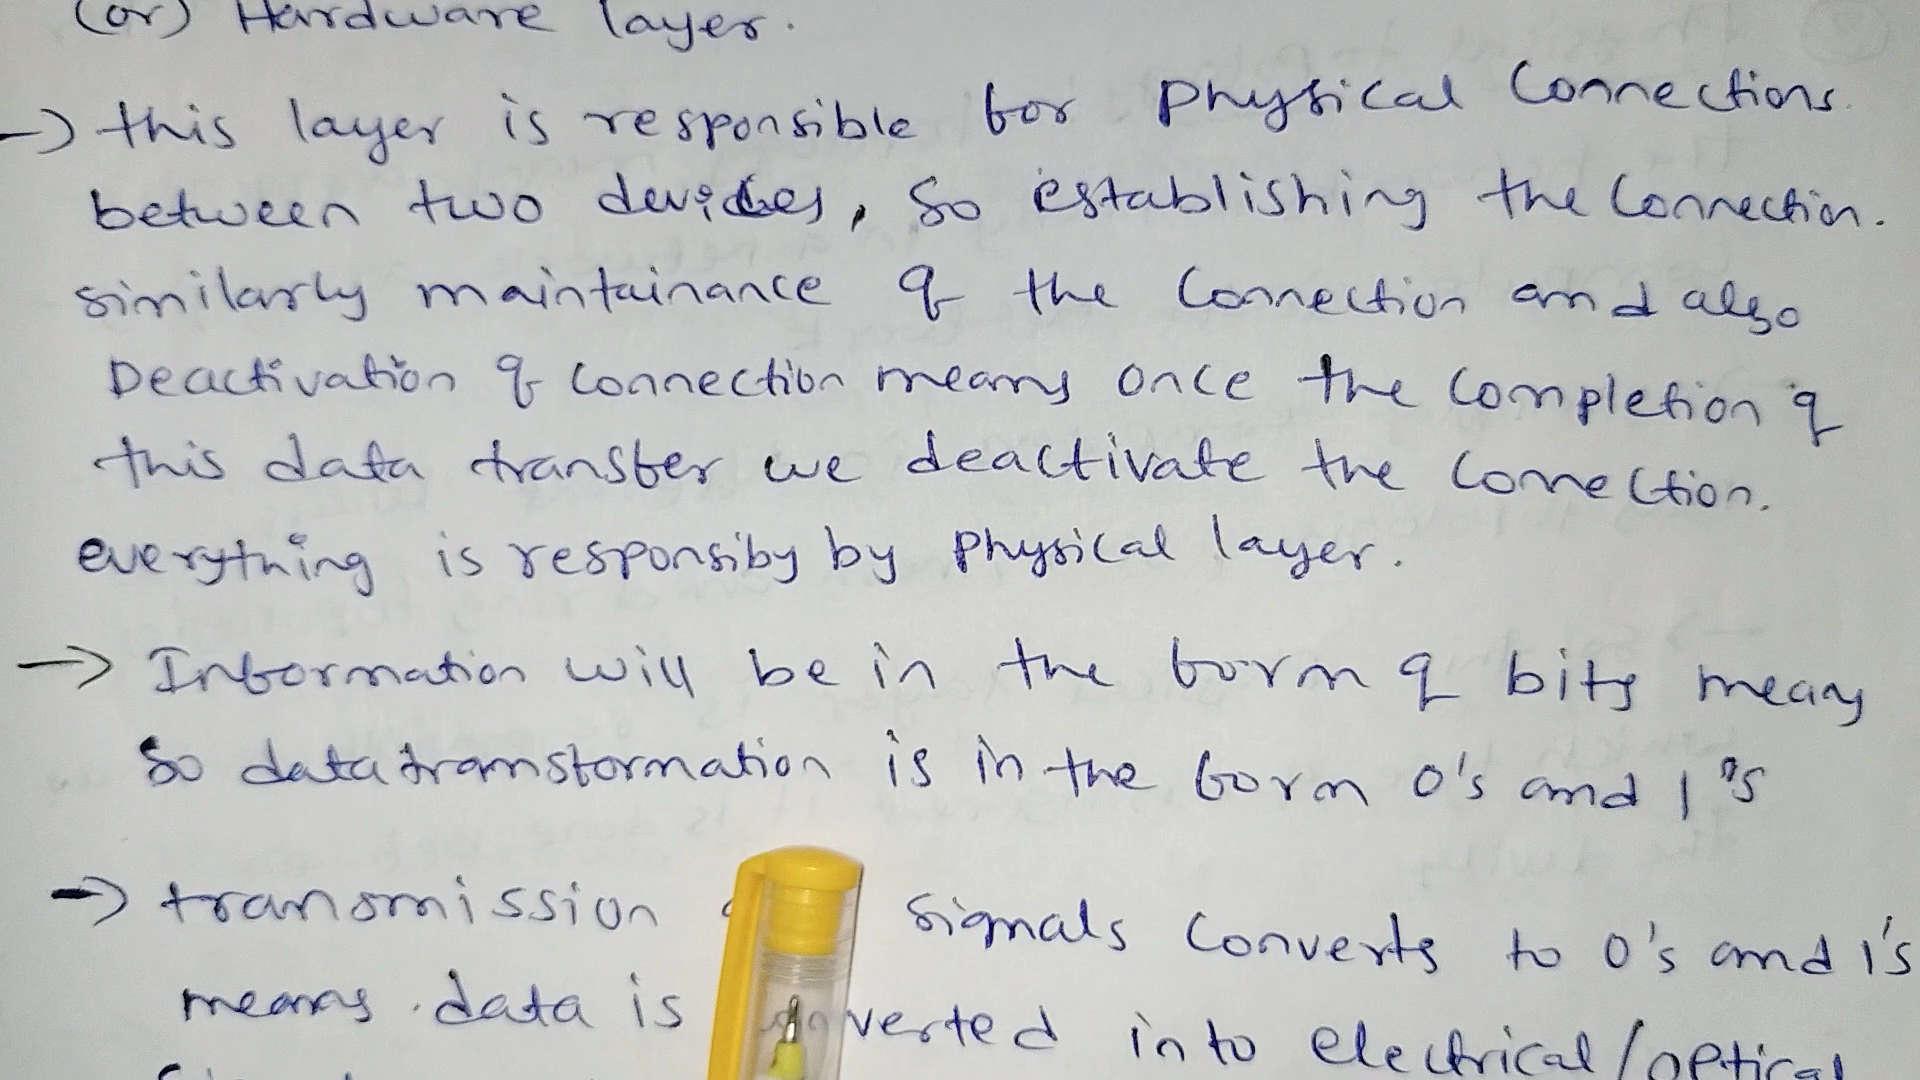 (or) Hardware layer.
→ this layer is responsible for physical Connections.
between two devices, So establishing the Connection.
similarly maintainance of the Connection and also
Deactivation of Connection means once the Completion of
this data transfer we deactivate the Connection.
everything is responsiby by physical layer.
→ Information will be in the form of bits means
So data transformation is in the form 0's and 1's
→ transmission signals Converts to 0's and 1's
means data is converted into electrical/optical